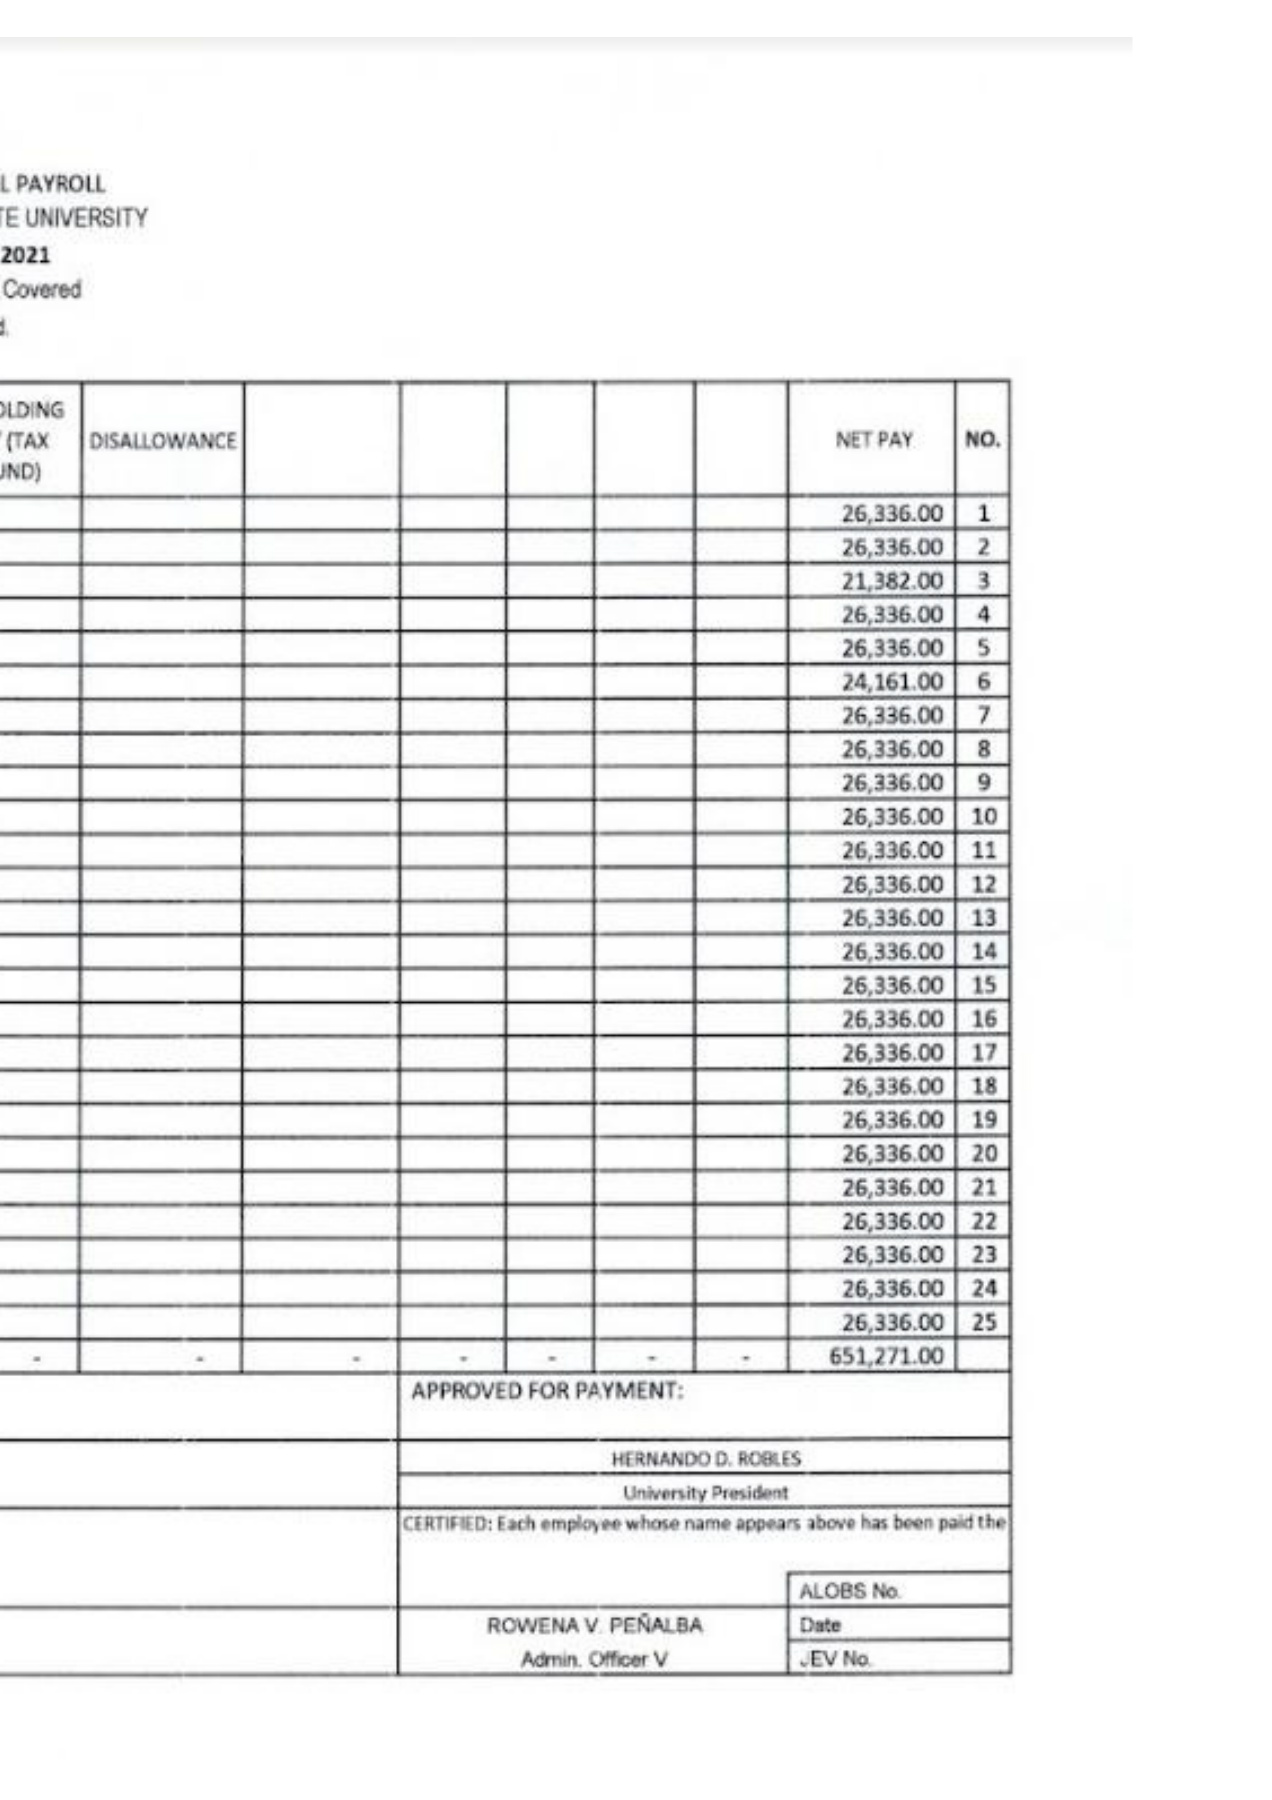 L PAYROLL
TE UNIVERSITY
2021
Covered
d.
OLDING
(TAX
UND)
DISALLOWANCE
NET PAY
NO.
26,336.00 1
26,336.00 2
21,382.00 3
26,336.00 4
26,336.00 5
24,161.00 6
26,336.00 7
26,336.00 8
26,336.00 9
26,336.00 10
26,336.00 11
26,336.00 12
26,336.00 13
26,336.00 14
26,336.00 15
26,336.00 16
26,336.00 17
26,336.00 18
26,336.00 19
26,336.00 20
26,336.00 21
26,336.00 22
26,336.00 23
26,336.00 24
26,336.00 25
- - - - - - - 651,271.00
APPROVED FOR PAYMENT:
HERNANDO D. ROBLES
University President
CERTIFIED: Each employee whose name appears above has been paid the
ALOBS No.
ROWENA V. PEÑALBA
Date
Admin. Officer V
JEV No.